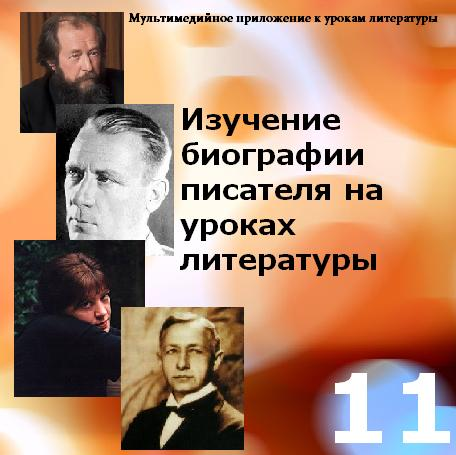 Мультимедийное приложение к урокам литературы
Изучение
биографии
писателя на
уроках
литературы
11